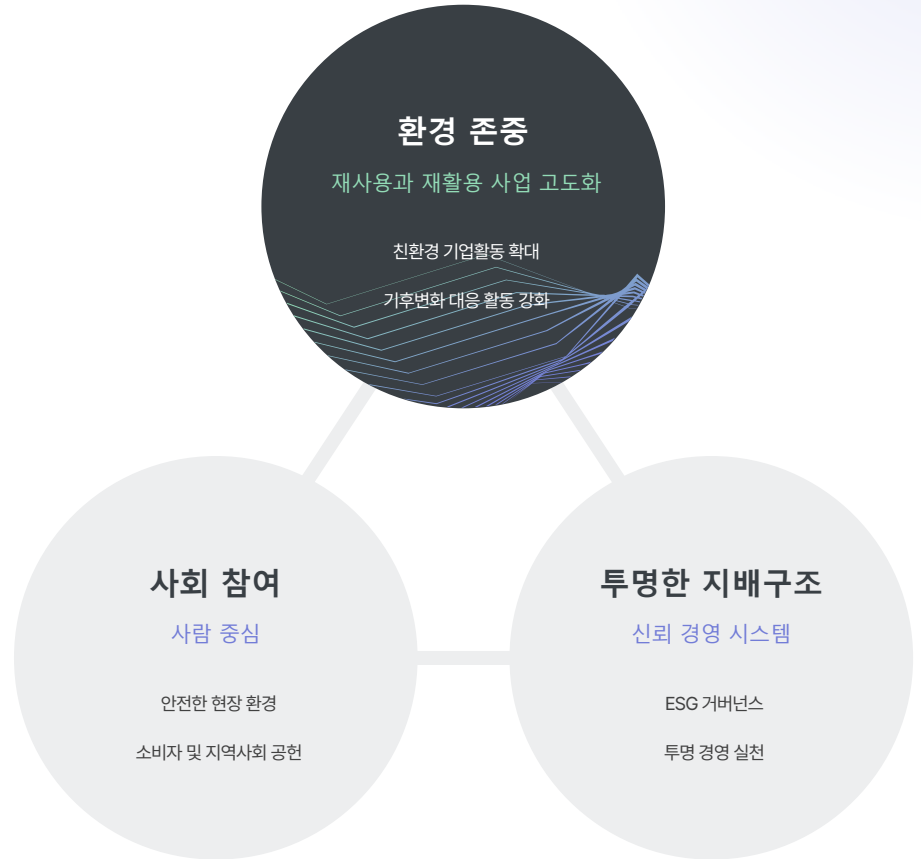 환경 존중
재사용과 재활용 사업 고도화
친환경 기업활동 확대
기후변화 대응 활동 강화
사회 참여
사람 중심
안전한 현장 환경
소비자 및 지역사회 공헌
투명한 지배구조
신뢰 경영 시스템
ESG 거버넌스
투명 경영 실천